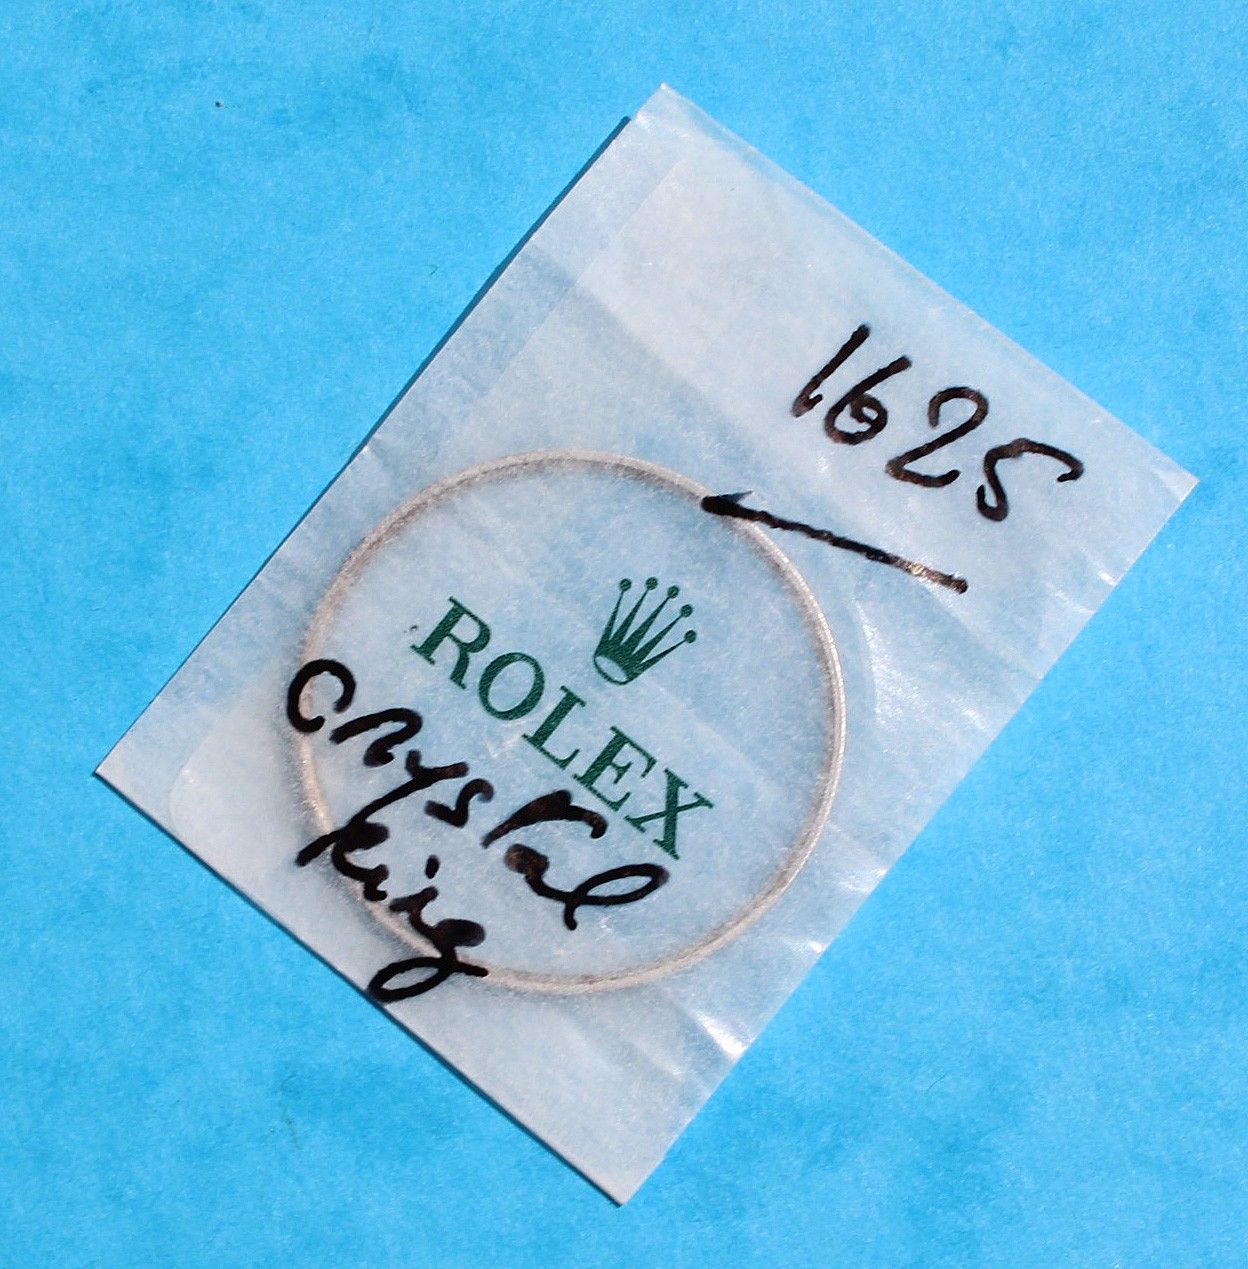 1625
ROLEX
Crystal
Ring